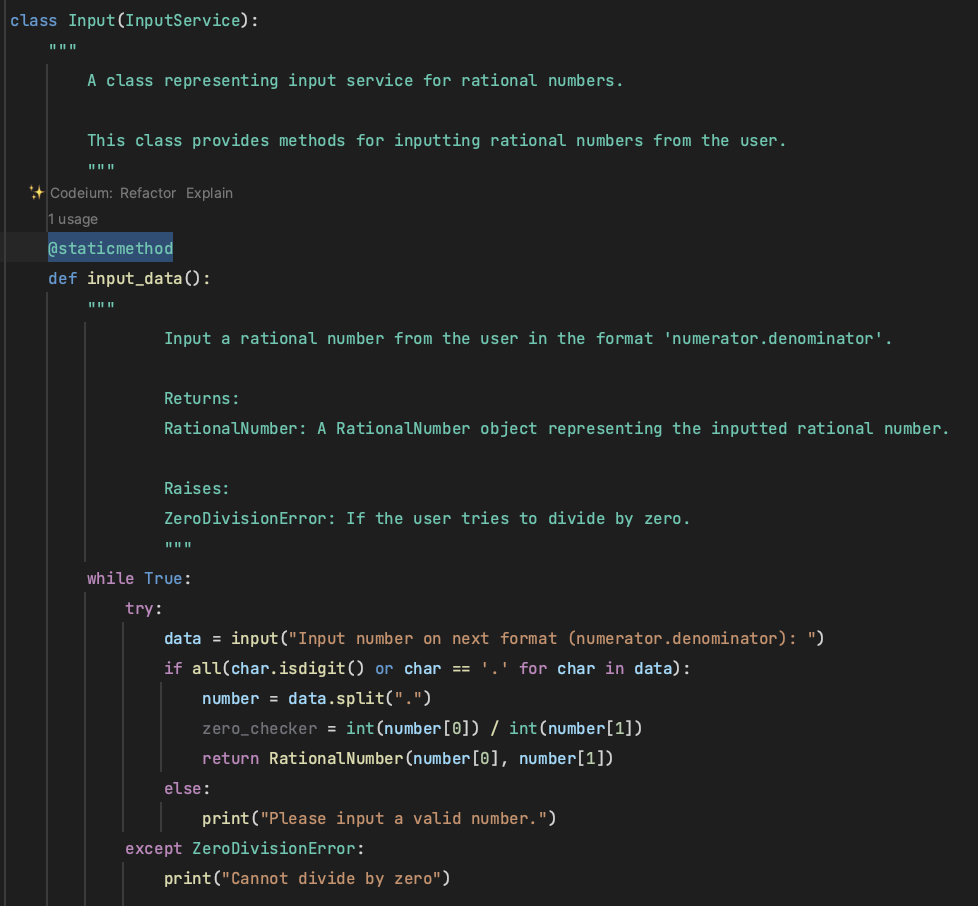 class Input(InputService):
    """
        A class representing input service for rational numbers.

        This class provides methods for inputting rational numbers from the user.
        """
✨ Codeium: Refactor Explain
    1 usage
    @staticmethod
    def input_data():
        """
                Input a rational number from the user in the format 'numerator.denominator'.

                Returns:
                RationalNumber: A RationalNumber object representing the inputted rational number.

                Raises:
                ZeroDivisionError: If the user tries to divide by zero.
                """
        while True:
            try:
                data = input("Input number on next format (numerator.denominator): ")
                if all(char.isdigit() or char == '.' for char in data):
                    number = data.split(".")
                    zero_checker = int(number[0]) / int(number[1])
                    return RationalNumber(number[0], number[1])
                else:
                    print("Please input a valid number.")
            except ZeroDivisionError:
                print("Cannot divide by zero")